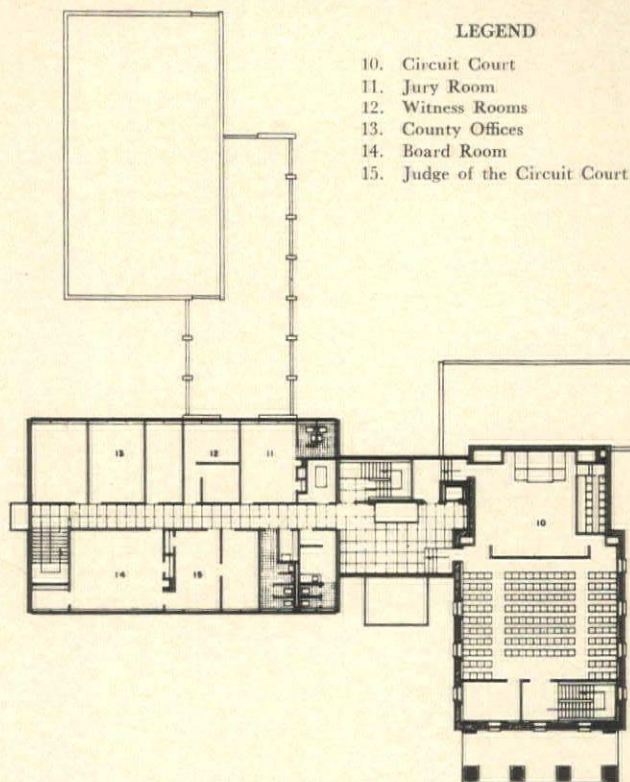 LEGEND
10. Circuit Court
11. Jury Room
12. Witness Rooms
13. County Offices
14. Board Room
15. Judge of the Circuit Court
13
12
11
10
14
15